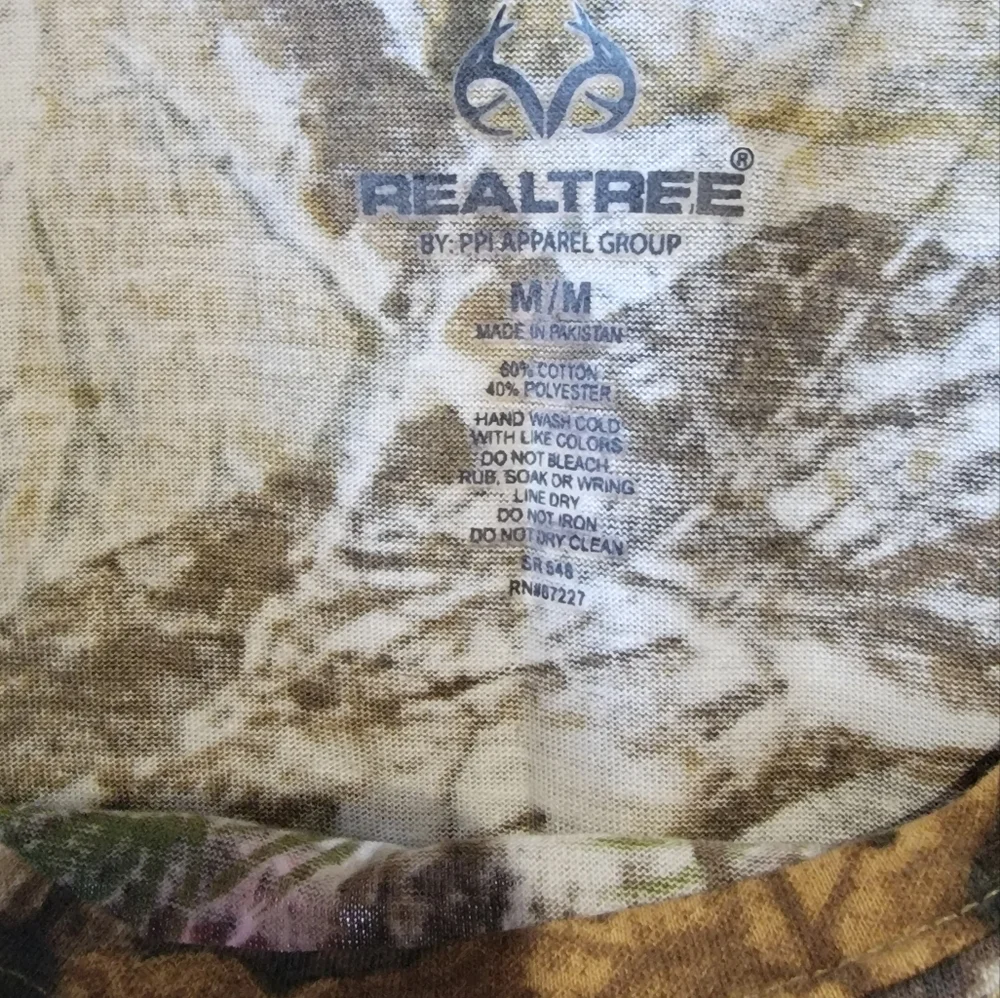 REALTREE®
BY: PPI APPAREL GROUP
M/M
MADE IN PAKISTAN
60% COTTON
40% POLYESTER
HAND WASH COLD
WITH LIKE COLORS
DO NOT BLEACH,
RUB, SOAK OR WRING
LINE DRY
DO NOT IRON
DO NOT DRY CLEAN
SR 548
RN#87227